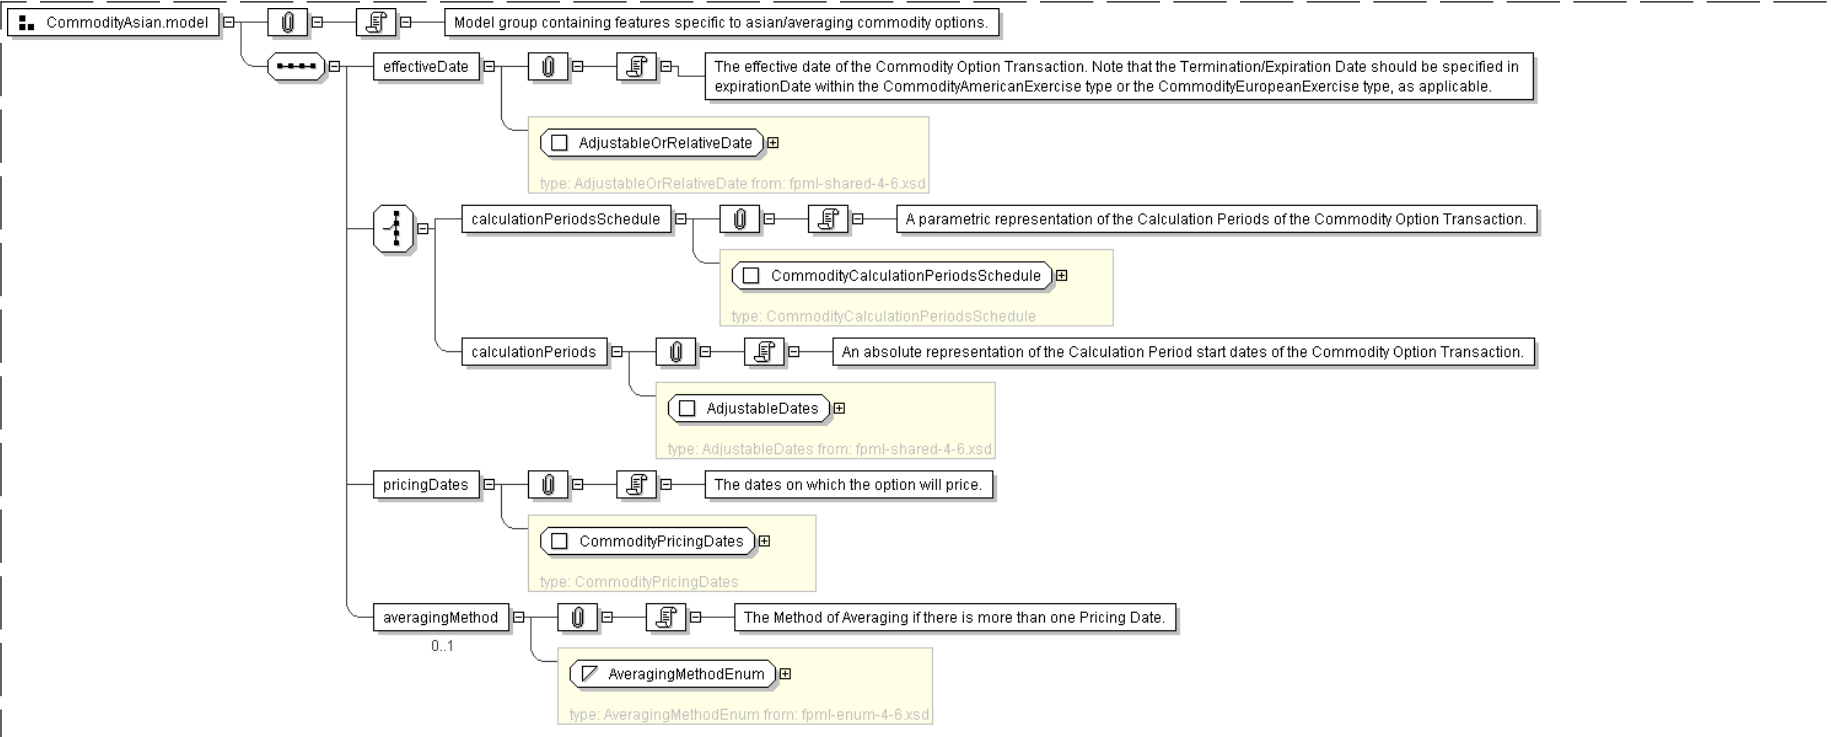 CommodityAsian.model
Model group containing features specific to asian/averaging commodity options.
effectiveDate
The effective date of the Commodity Option Transaction. Note that the Termination/Expiration Date should be specified in
expirationDate within the CommodityAmericanExercise type or the CommodityEuropeanExercise type, as applicable.
AdjustableOrRelativeDate
type: AdjustableOrRelativeDate from: fpml-shared-4-6.xsd
calculationPeriodsSchedule
A parametric representation of the Calculation Periods of the Commodity Option Transaction.
CommodityCalculationPeriodsSchedule
type: CommodityCalculationPeriodsSchedule
calculationPeriods
An absolute representation of the Calculation Period start dates of the Commodity Option Transaction.
AdjustableDates
type: AdjustableDates from: fpml-shared-4-6.xsd
pricingDates
The dates on which the option will price.
CommodityPricingDates
type: CommodityPricingDates
averagingMethod
The Method of Averaging if there is more than one Pricing Date.
0..1
AveragingMethodEnum
type: AveragingMethodEnum from: fpml-enum-4-6.xsd